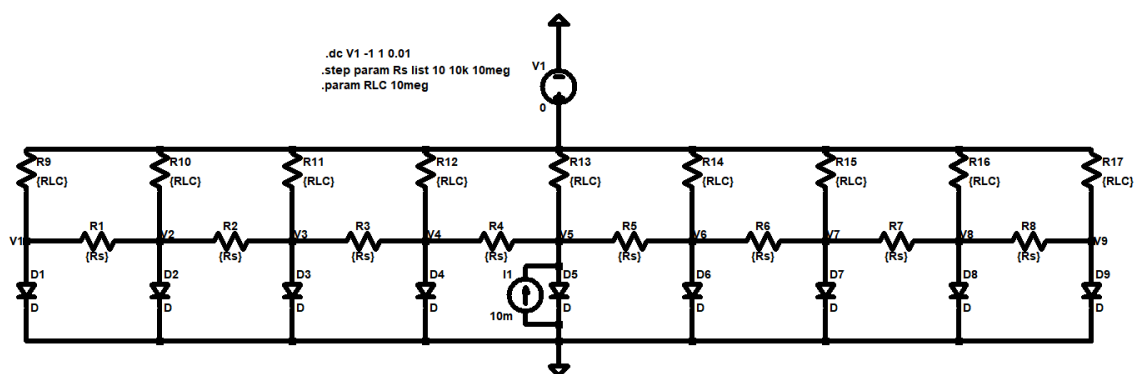 .dc V1 -1 1 0.01
.step param Rs list 10 10k 10meg
.param RLC 10meg
V1
0
R9 R10 R11 R12 R13 R14 R15 R16 R17
{RLC} {RLC} {RLC} {RLC} {RLC} {RLC} {RLC} {RLC} {RLC}
R1 R2 R3 R4 R5 R6 R7 R8
V1 V2 V3 V4 V5 V6 V7 V8 V9
{Rs} {Rs} {Rs} {Rs} {Rs} {Rs} {Rs} {Rs}
D1 D2 D3 D4 I1 D5 D6 D7 D8 D9
D D D D 10m D D D D D